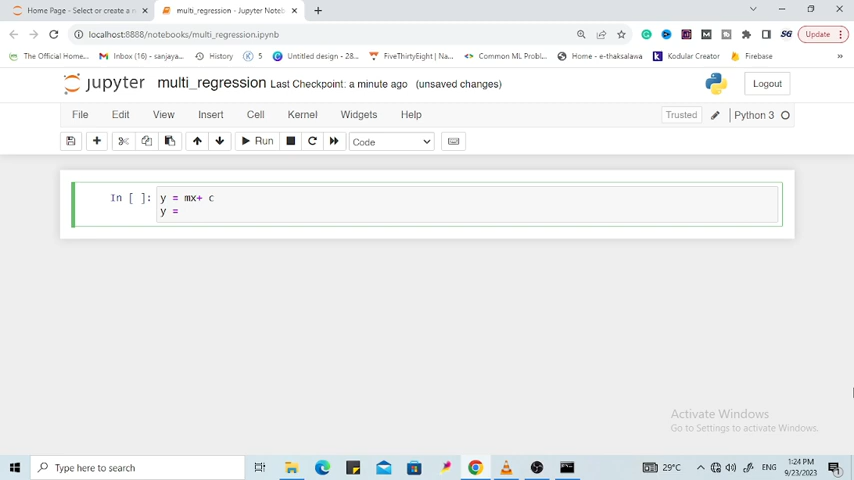 Home Page - Select or create a n
multi_regression - Jupyter Noteb
localhost:8888/notebooks/multi_regression.ipynb
Update
The Official Home...
Inbox (16) - sanjaya...
History
5
Untitled design - 28...
FiveThirtyEight | Na...
Common ML Probl...
Home - e-thaksalawa
Kodular Creator
Firebase
»
jupyter
multi_regression Last Checkpoint: a minute ago (unsaved changes)
Logout
File Edit View Insert Cell Kernel Widgets Help
Trusted
Python 3
Run
Code
In [ ]: y = mx+ c
y =
Activate Windows
Go to Settings to activate Windows.
Type here to search
29°C
ENG
1:24 PM
9/23/2023